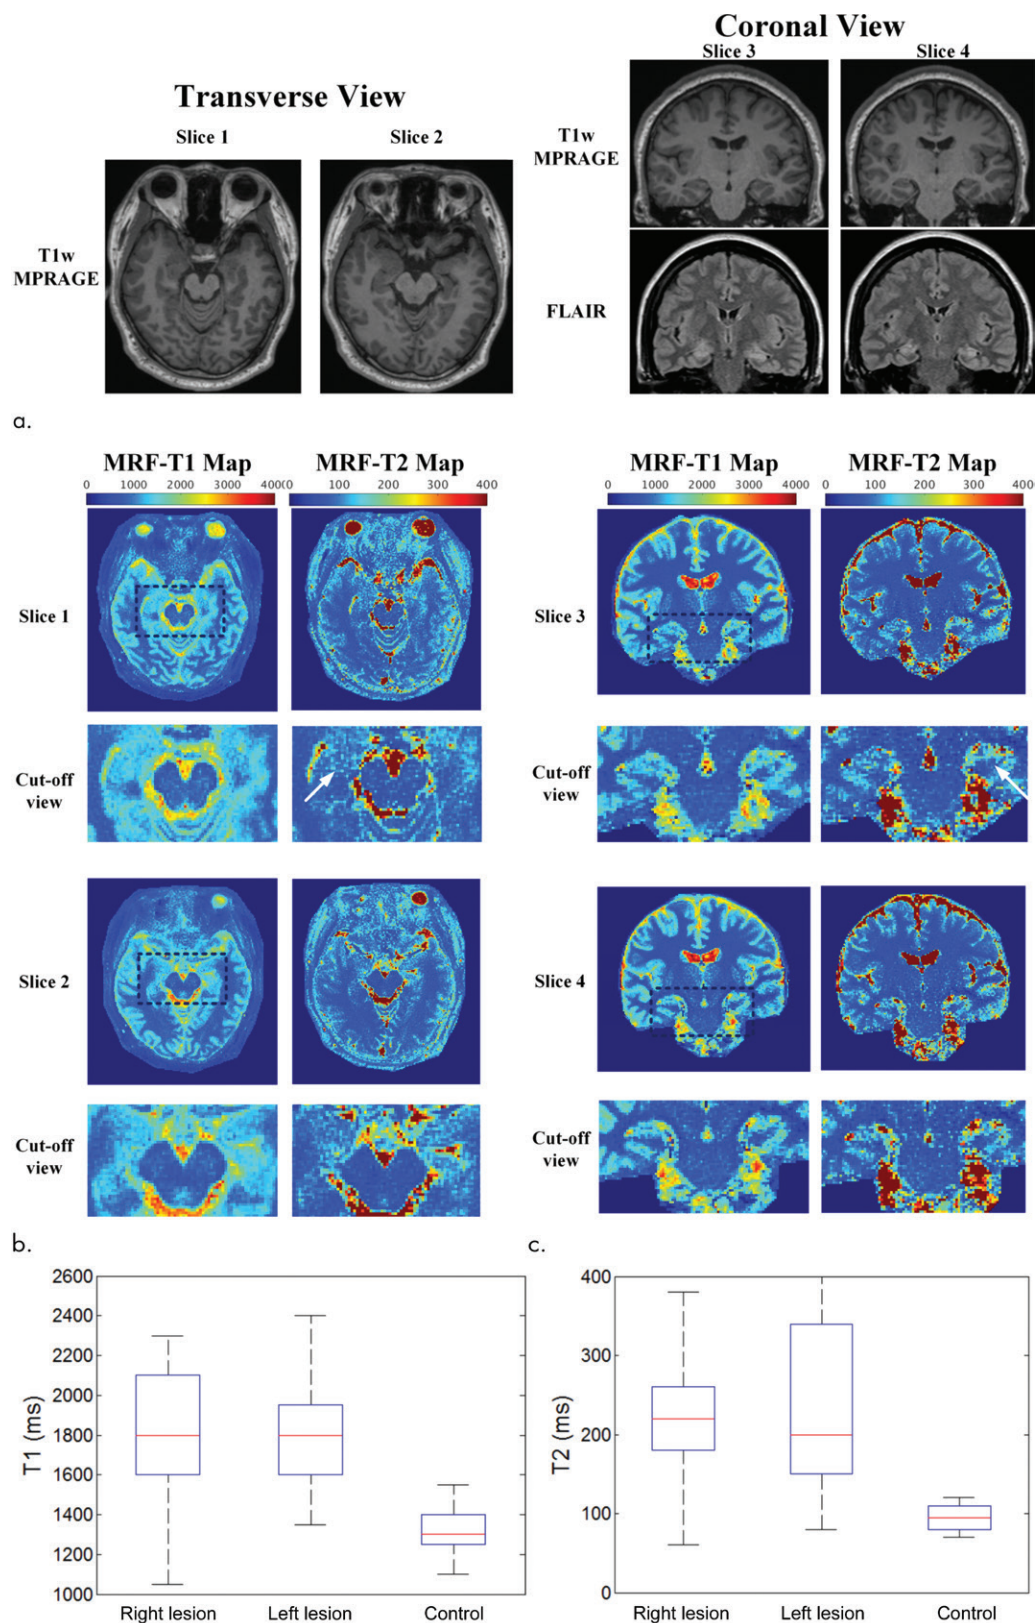 Coronal View
Slice 3 Slice 4
Transverse View
Slice 1 Slice 2
T1w
MPRAGE
T1w
MPRAGE
FLAIR
a.
MRF-T1 Map MRF-T2 Map MRF-T1 Map MRF-T2 Map
0 1000 2000 3000 4000 0 100 200 300 400 0 1000 2000 3000 4000 0 100 200 300 400
Slice 1 Slice 3
Cut-off
view
Cut-off
view
Slice 2 Slice 4
Cut-off
view
Cut-off
view
b.
2600
2400
2200
2000
1800
1600
1400
1200
1000
T1 (ms)
Right lesion Left lesion Control
c.
400
300
200
100
0
T2 (ms)
Right lesion Left lesion Control